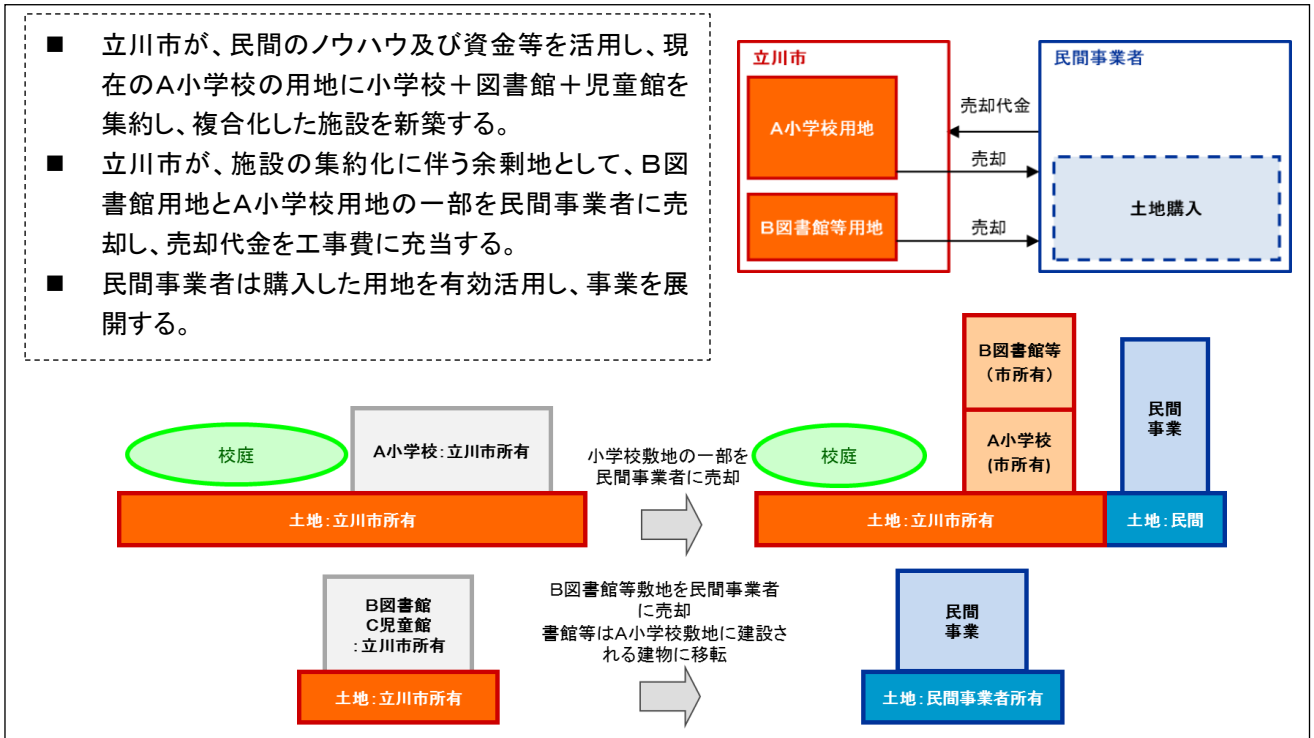 ■ 立川市が、民間のノウハウ及び資金等を活用し、現
在のA小学校の用地に小学校＋図書館＋児童館を
集約し、複合化した施設を新築する。
■ 立川市が、施設の集約化に伴う余剰地として、B図
書館用地とA小学校用地の一部を民間事業者に売
却し、売却代金を工事費に充当する。
■ 民間事業者は購入した用地を有効活用し、事業を展
開する。
立川市
民間事業者
A小学校用地
売却代金
売却
土地購入
B図書館等用地
売却
校庭
A小学校：立川市所有
土地：立川市所有
小学校敷地の一部を
民間事業者に売却
校庭
B図書館等
（市所有）
A小学校
(市所有)
民間
事業
土地：立川市所有
土地：民間
B図書館
C児童館
：立川市所有
土地：立川市所有
B図書館等敷地を民間事業者
に売却
書館等はA小学校敷地に建設さ
れる建物に移転
民間
事業
土地：民間事業者所有